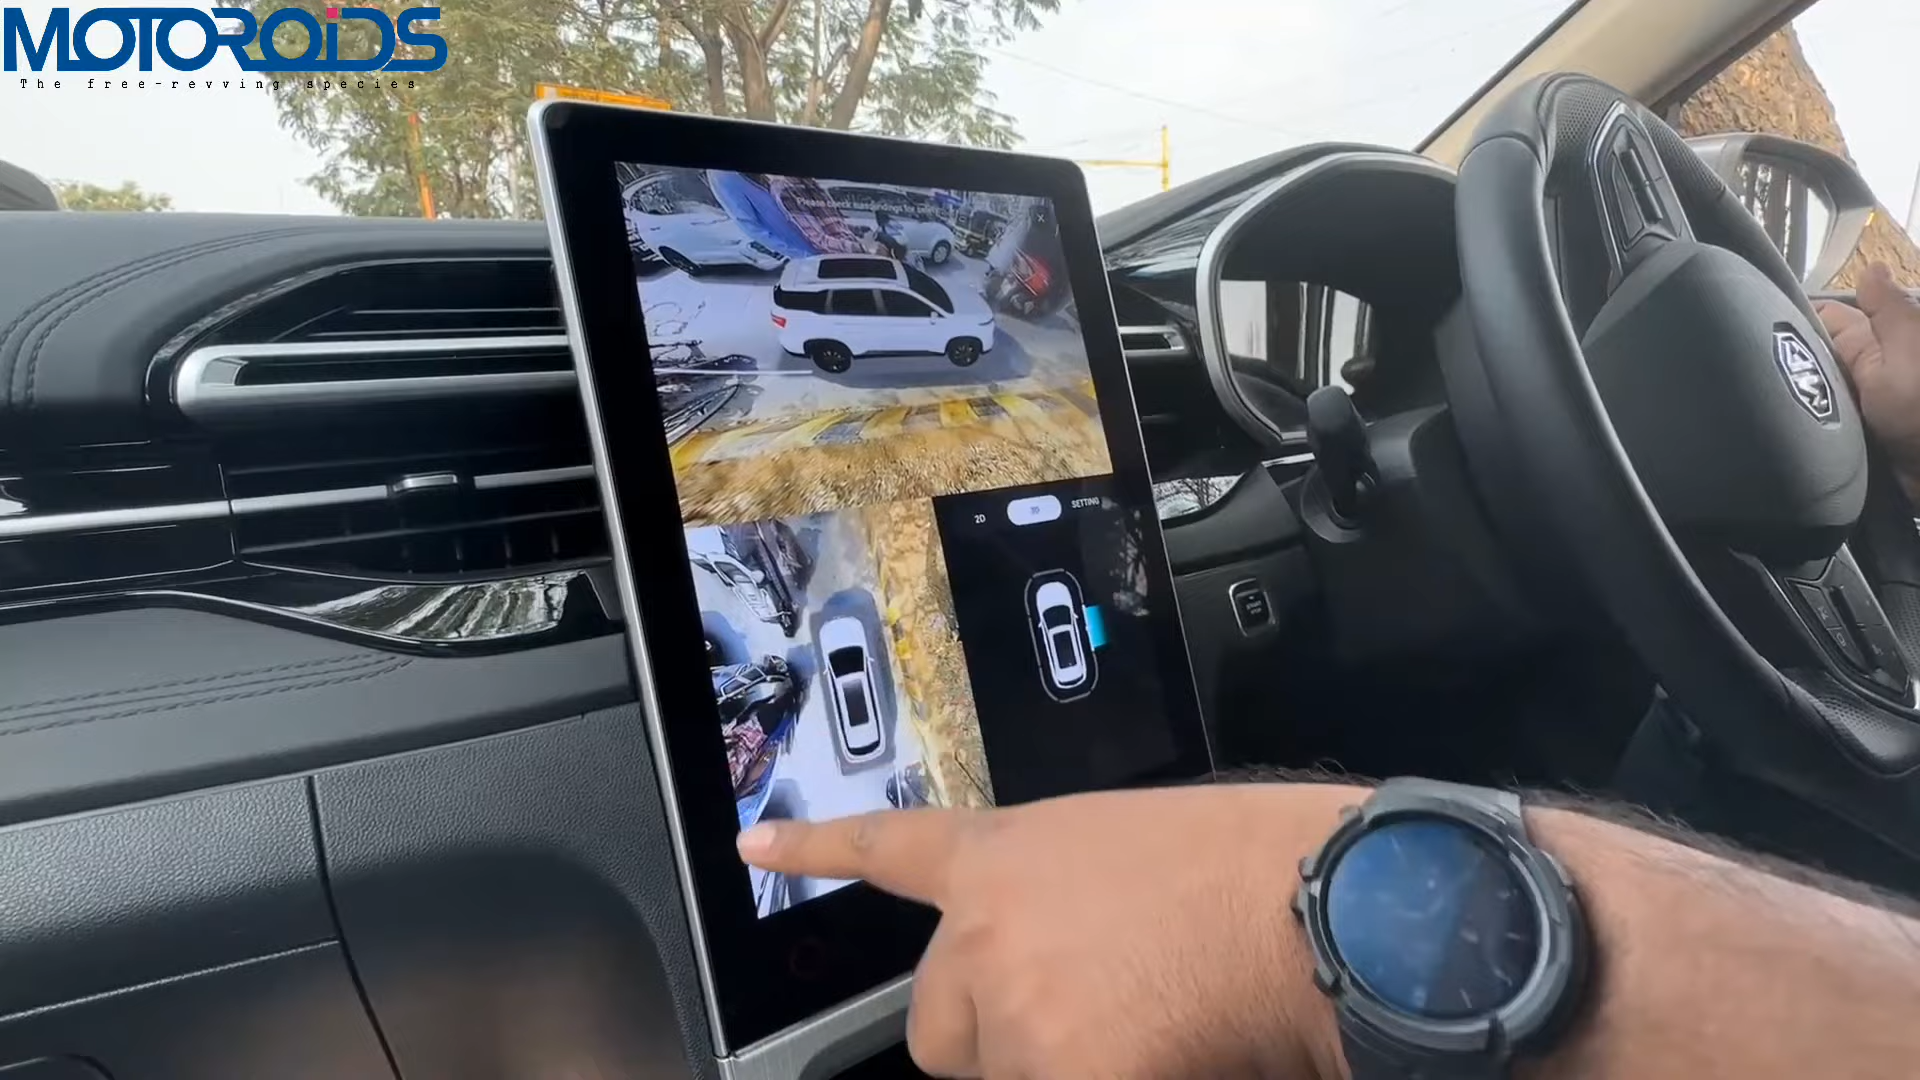 MOTOROiDS
The free-revving species
Please check surroundings for safety
2D
3D
SETTING